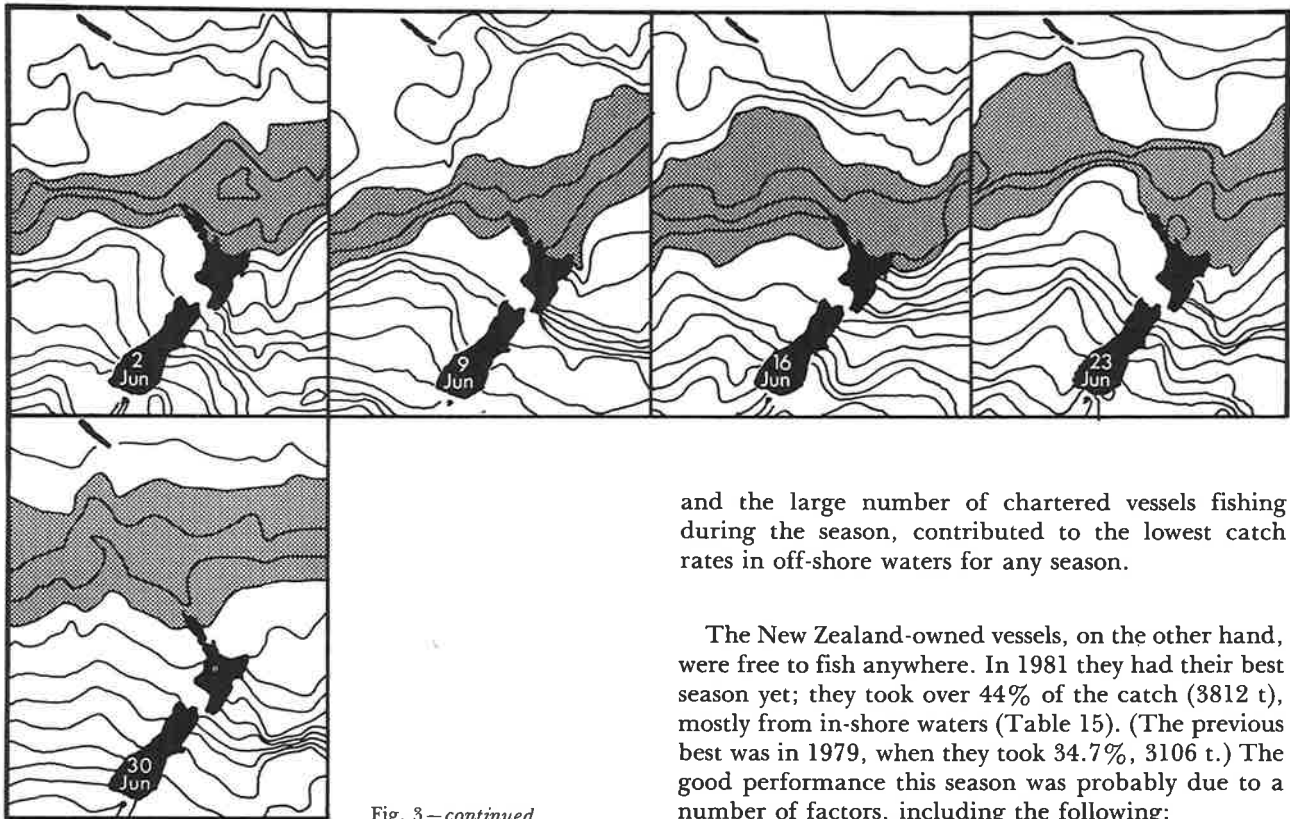 2
Jun
9
Jun
16
Jun
23
Jun
30
Jun
Fig. 3—continued
and the large number of chartered vessels fishing
during the season, contributed to the lowest catch
rates in off-shore waters for any season.
The New Zealand-owned vessels, on the other hand,
were free to fish anywhere. In 1981 they had their best
season yet; they took over 44% of the catch (3812 t),
mostly from in-shore waters (Table 15). (The previous
best was in 1979, when they took 34.7%, 3106 t.) The
good performance this season was probably due to a
number of factors, including the following: